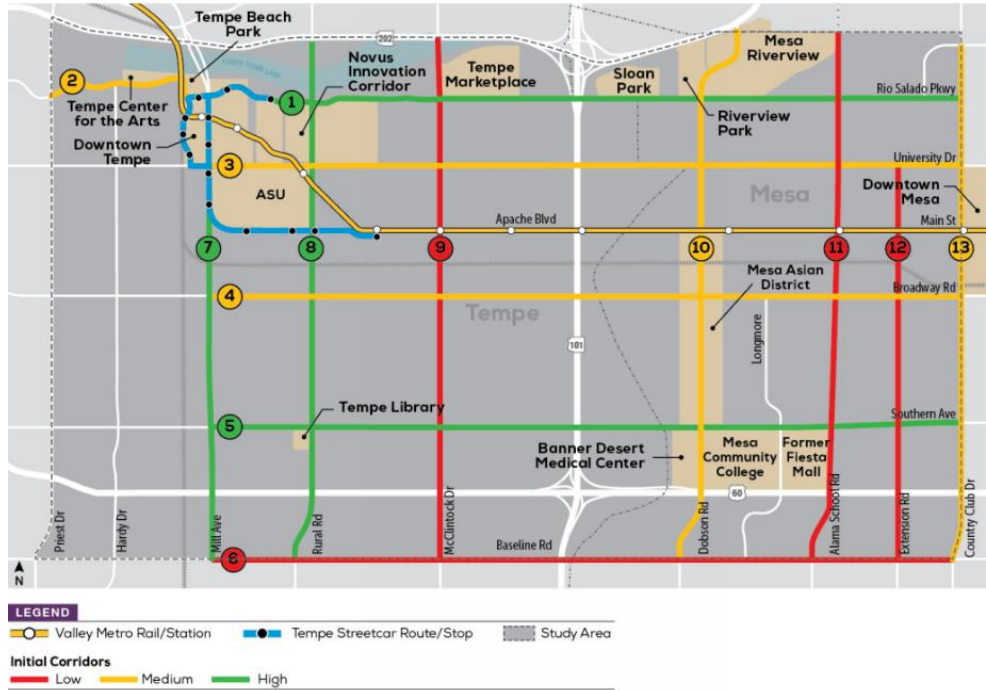 Tempe Beach
Park
202
Mesa
Riverview
2
TEMPE TOWN LAKE
Novus
Innovation
Corridor
Tempe
Marketplace
Sloan
Park
Rio Salado Pkwy
1
Tempe Center
for the Arts
Riverview
Park
Downtown
Tempe
3
University Dr
ASU
Mesa
Downtown
Mesa
Apache Blvd
Main St
7
8
9
10
11
12
13
Mesa Asian
District
4
Broadway Rd
Tempe
101
Longmore
Tempe Library
5
Southern Ave
Banner Desert
Medical Center
Mesa
Community
College
Former
Fiesta
Mall
60
Priest Dr
Hardy Dr
Mill Ave
Rural Rd
McClintock Dr
Baseline Rd
Dobson Rd
Alama School Rd
Extension Rd
Country Club Dr
6
N
LEGEND
Valley Metro Rail/Station
Tempe Streetcar Route/Stop
Study Area
Initial Corridors
Low
Medium
High